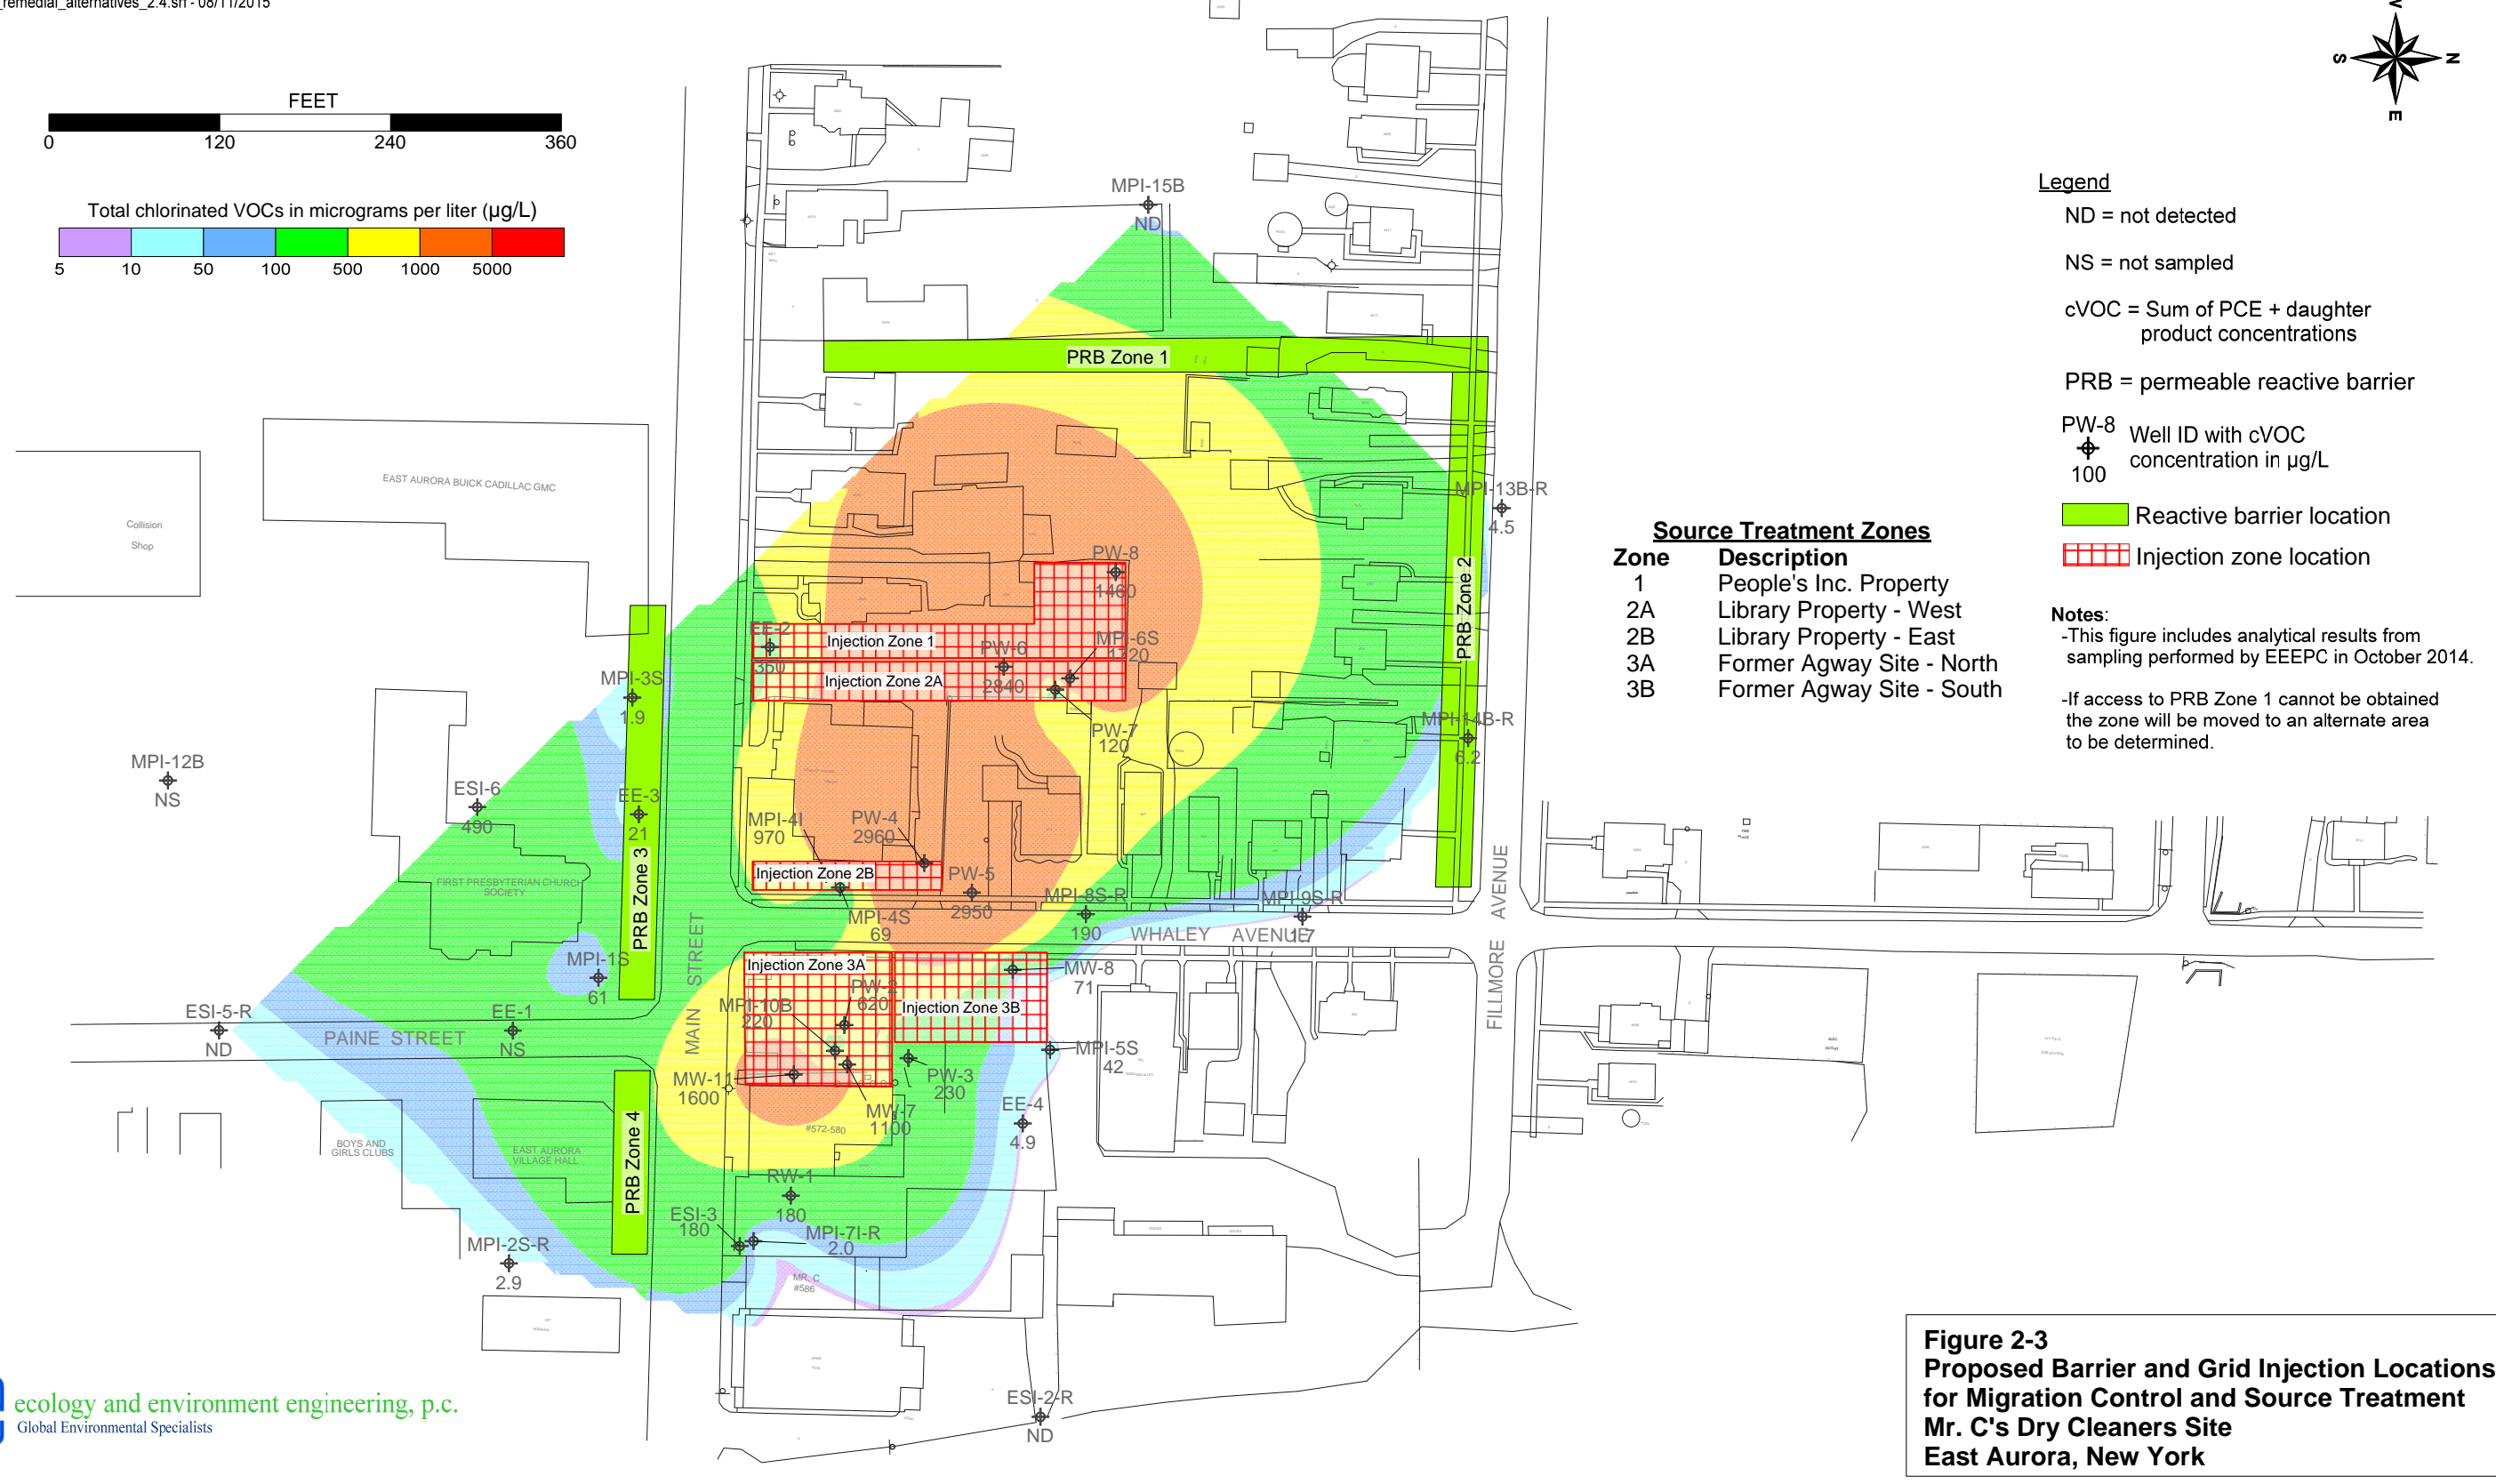 _remedial_alternatives_2.4.srf - 08/11/2015
FEET
0 120 240 360
Total chlorinated VOCs in micrograms per liter (µg/L)
5 10 50 100 500 1000 5000
S N
E
Legend
ND = not detected
NS = not sampled
cVOC = Sum of PCE + daughter
product concentrations
PRB = permeable reactive barrier
PW-8
100
Well ID with cVOC
concentration in µg/L
Reactive barrier location
Injection zone location
Notes:
-This figure includes analytical results from
sampling performed by EEEPC in October 2014.
-If access to PRB Zone 1 cannot be obtained
the zone will be moved to an alternate area
to be determined.
Source Treatment Zones
Zone Description
1 People's Inc. Property
2A Library Property - West
2B Library Property - East
3A Former Agway Site - North
3B Former Agway Site - South
MPI-15B
ND
PRB Zone 1
EAST AURORA BUICK CADILLAC GMC
Collision
Shop
MPI-13B-R
4.5
PRB Zone 2
PW-8
1460
EE-2
350
Injection Zone 1
PW-6
2840
MPI-6S
1720
Injection Zone 2A
MPI-3S
1.9
PW-7
120
MPI-14B-R
6.2
MPI-12B
NS
ESI-6
490
EE-3
21
MPI-4I
970
PW-4
2960
PRB Zone 3
FIRST PRESBYTERIAN CHURCH
SOCIETY
Injection Zone 2B
PW-5
2950
MPI-4S
69
MPI-8S-R
190
MPI-9S-R
1.7
WHALEY AVENUE
FILLMORE AVENUE
MAIN STREET
MPI-1S
61
Injection Zone 3A
PW-2
620
MPI-10B
220
Injection Zone 3B
MW-8
71
ESI-5-R
ND
PAINE STREET
EE-1
NS
MPI-5S
42
MW-11
1600
PW-3
230
MW-7
1100
#572-580
EE-4
4.9
BOYS AND
GIRLS CLUBS
EAST AURORA
VILLAGE HALL
PRB Zone 4
RW-1
180
ESI-3
180
MPI-7I-R
2.0
MPI-2S-R
2.9
MR. C
#586
ESI-2-R
ND
ecology and environment engineering, p.c.
Global Environmental Specialists
Figure 2-3
Proposed Barrier and Grid Injection Locations
for Migration Control and Source Treatment
Mr. C's Dry Cleaners Site
East Aurora, New York